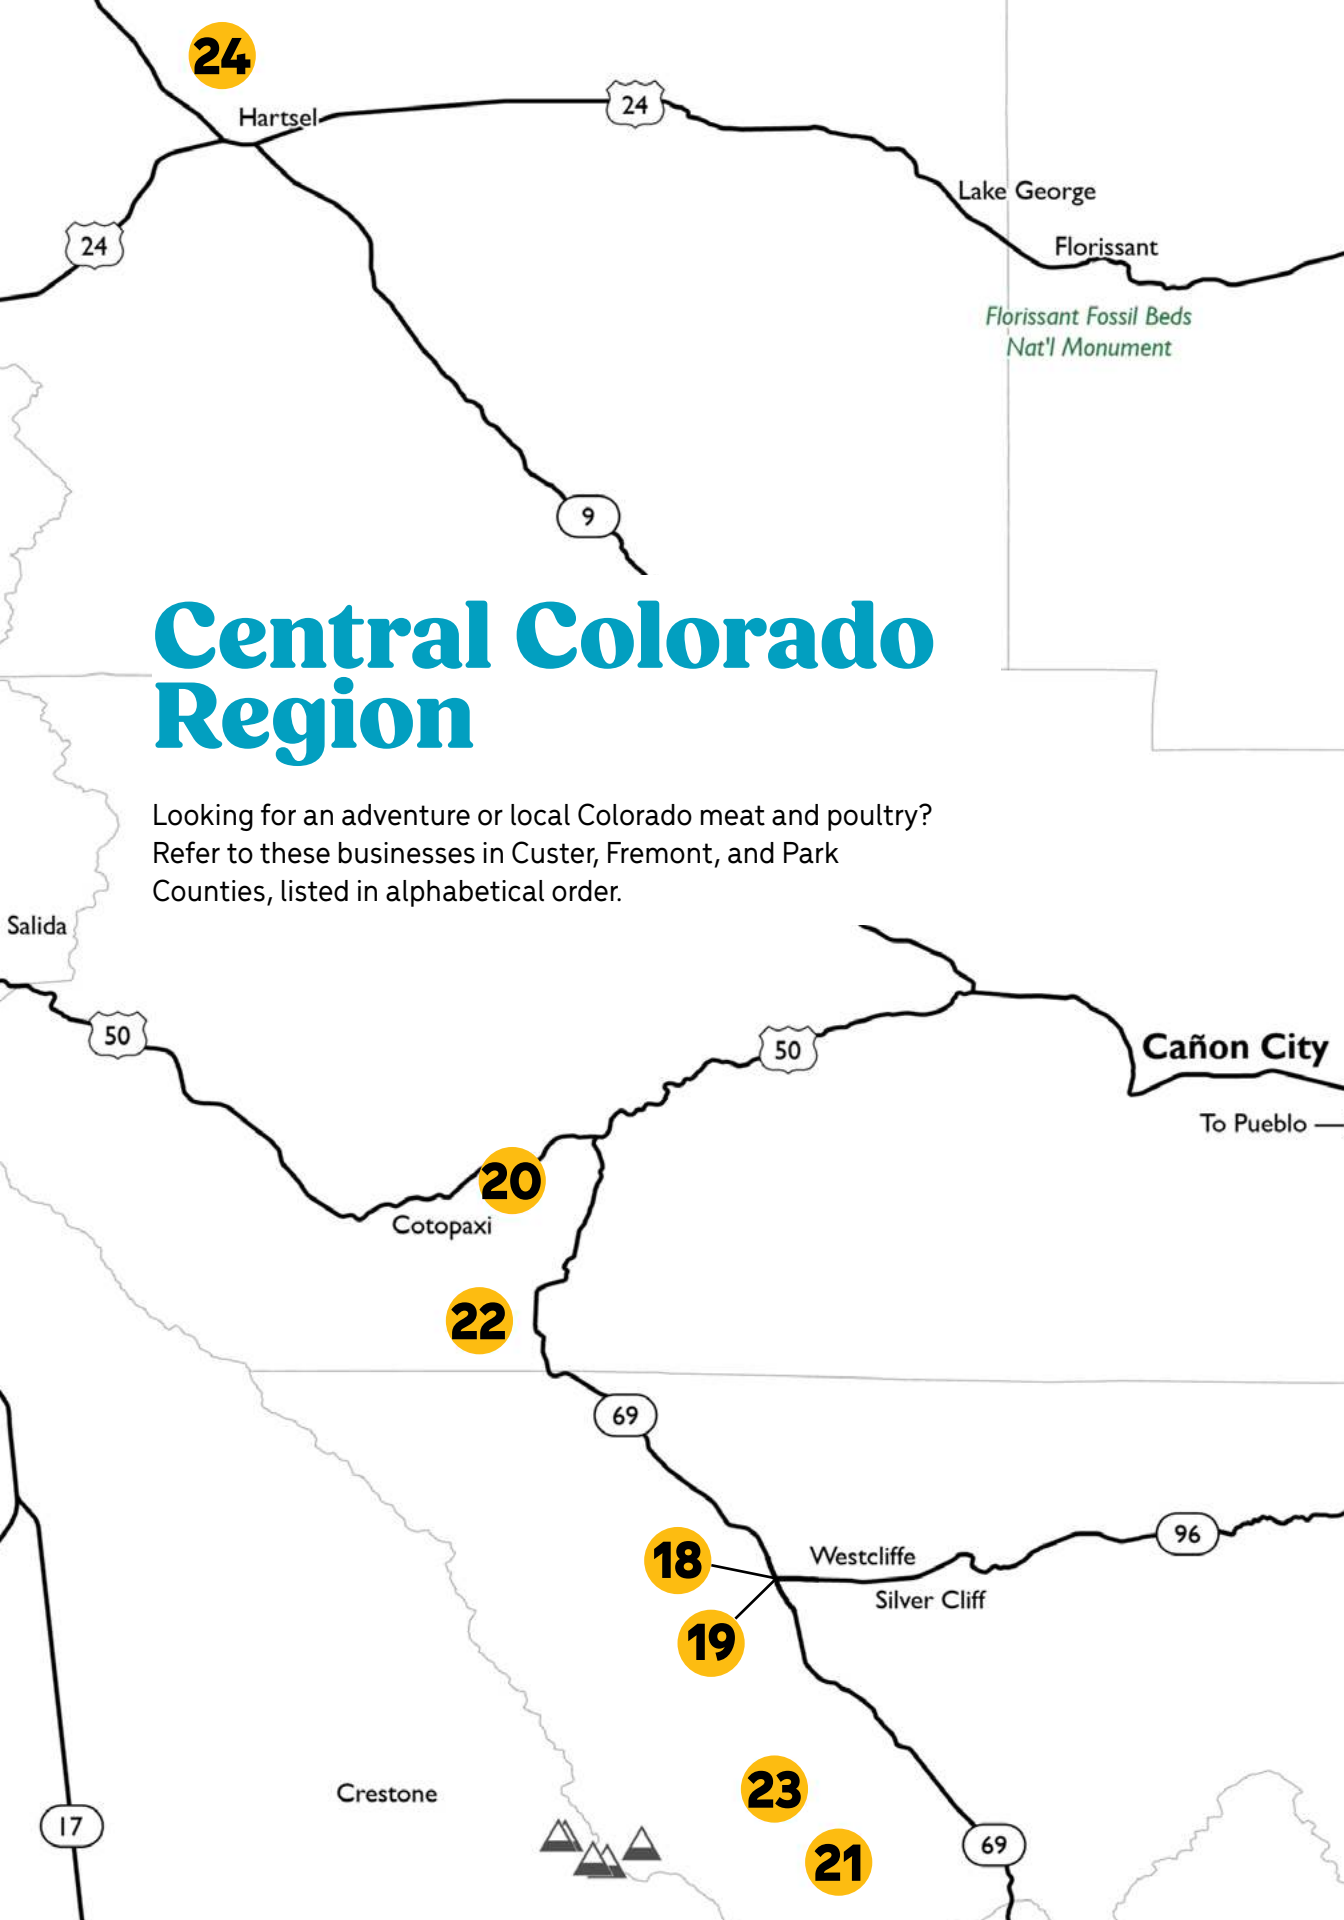 24
Hartsel
24
Lake George
24
Florissant
Florissant Fossil Beds
Nat'l Monument
9
Central Colorado
Region
Looking for an adventure or local Colorado meat and poultry?
Refer to these businesses in Custer, Fremont, and Park
Counties, listed in alphabetical order.
Salida
50
50
Cañon City
To Pueblo
20
Cotopaxi
22
69
96
18
Westcliffe
Silver Cliff
19
23
Crestone
17
69
21